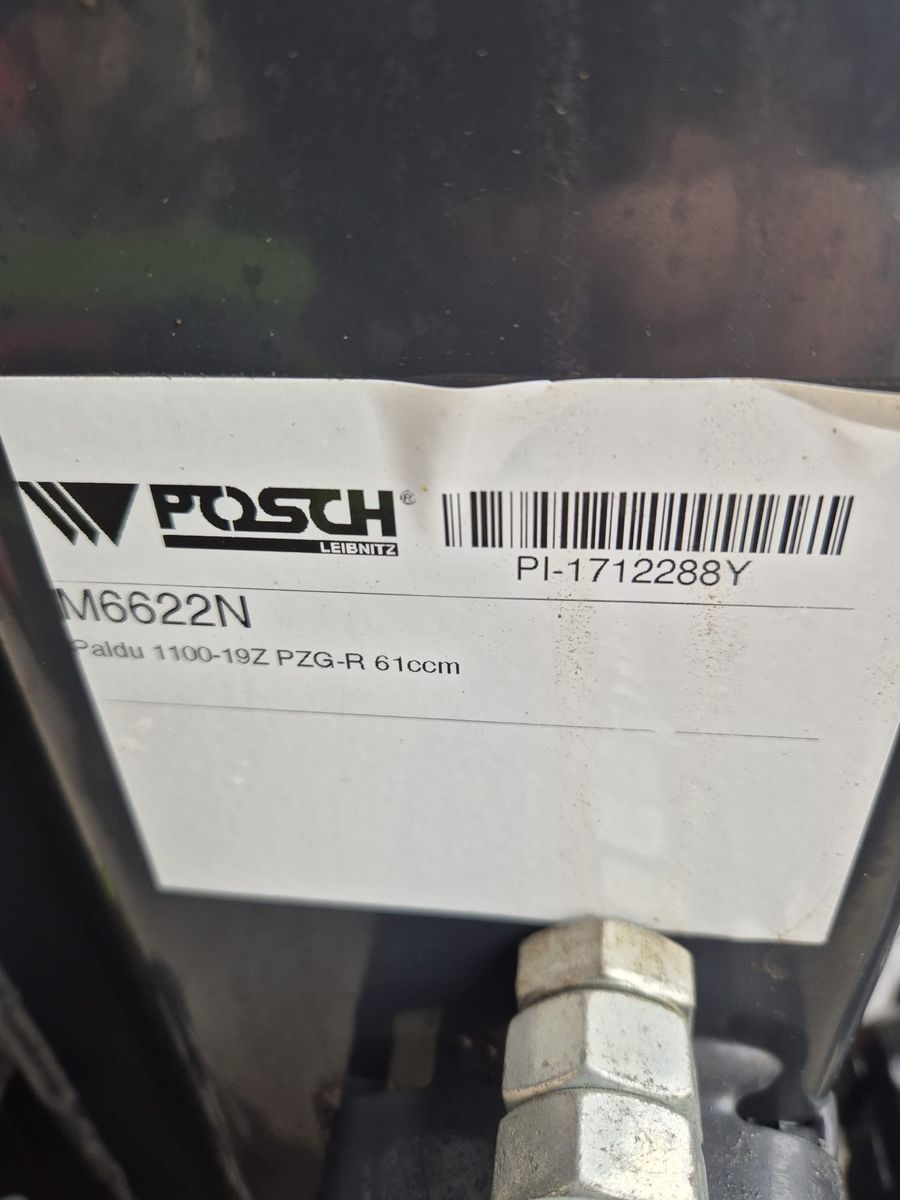 POSCH®
LEIBNITZ
PI-1712288Y
M6622N
Paldu 1100-19Z PZG-R 61ccm